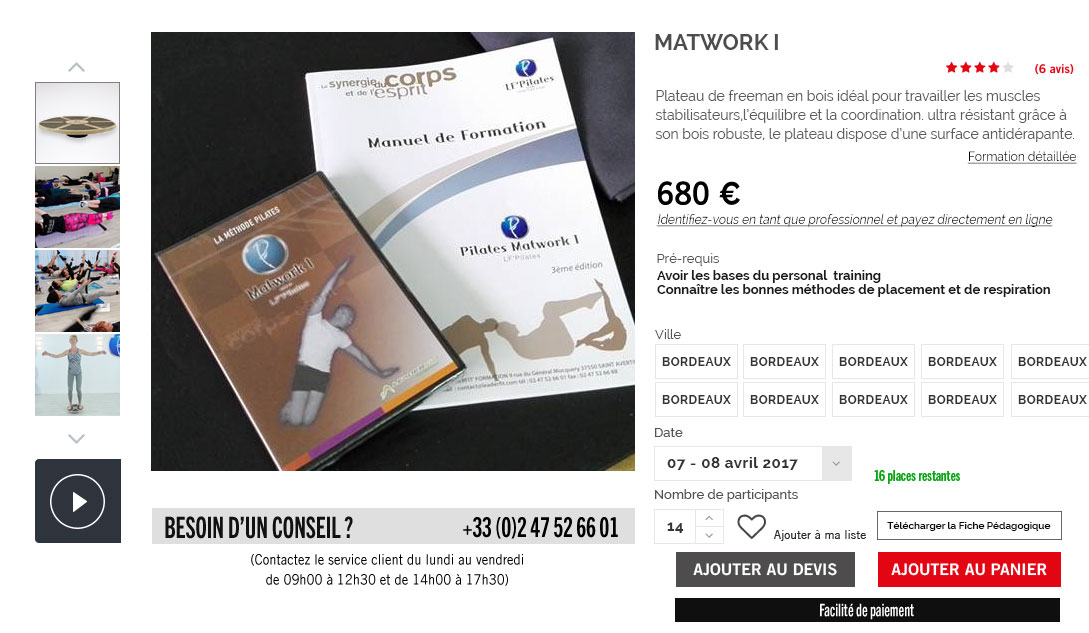 MATWORK I
(6 avis)
Plateau de freeman en bois idéal pour travailler les muscles
stabilisateurs,l'équilibre et la coordination. ultra résistant grâce à
son bois robuste, le plateau dispose d'une surface antidérapante.
Formation détaillée
680 €
Identifiez-vous en tant que professionnel et payez directement en ligne
Pré-requis
Avoir les bases du personal training
Connaître les bonnes méthodes de placement et de respiration
Ville
BORDEAUX BORDEAUX BORDEAUX BORDEAUX BORDEAUX
BORDEAUX BORDEAUX BORDEAUX BORDEAUX BORDEAUX
Date
07 - 08 avril 2017
16 places restantes
Nombre de participants
14
Ajouter à ma liste
Télécharger la Fiche Pédagogique
AJOUTER AU DEVIS
AJOUTER AU PANIER
Facilité de paiement
La synergie du corps
et de l'esprit
LF'Pilates
Manuel de Formation
Pilates Matwork I
LF'Pilates
3ème édition
LA MÉTHODE PILATES
Matwork I
LF'Pilates
BESOIN D'UN CONSEIL ?
+33 (0)2 47 52 66 01
(Contactez le service client du lundi au vendredi
de 09h00 à 12h30 et de 14h00 à 17h30)